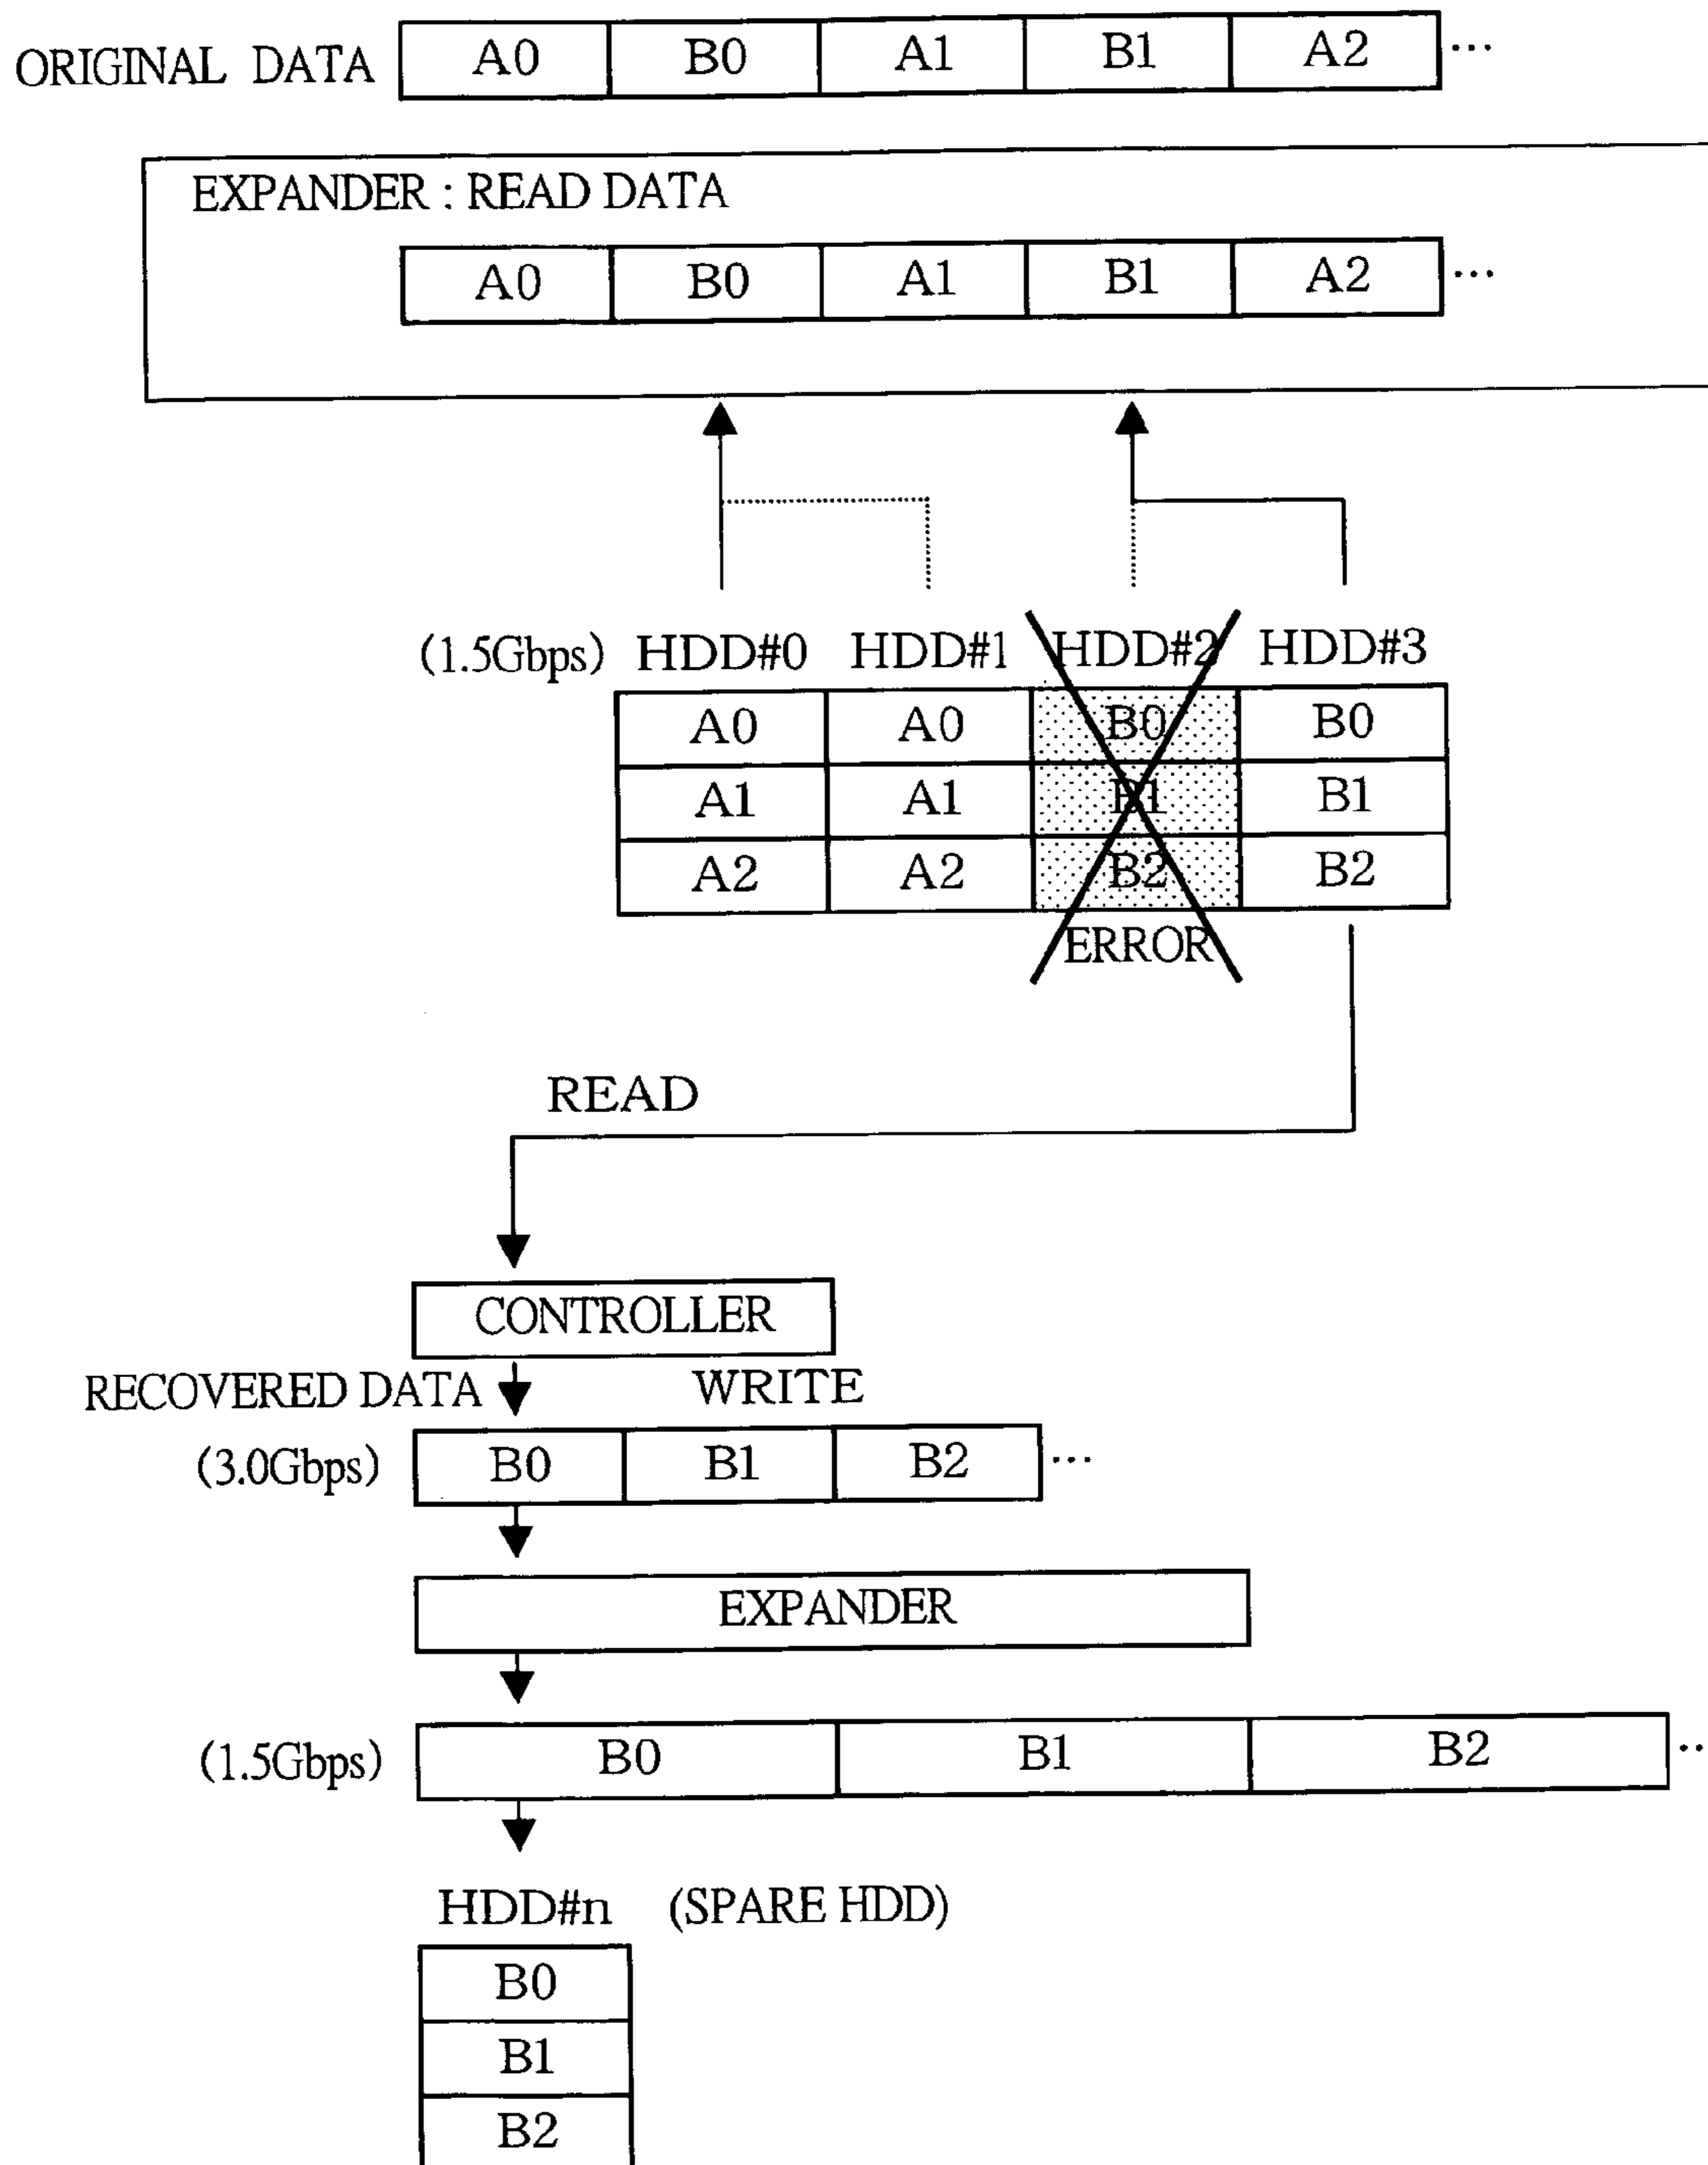 ORIGINAL DATA A0 B0 A1 B1 A2 ...
EXPANDER : READ DATA
A0 B0 A1 B1 A2 ...
(1.5Gbps) HDD#0 HDD#1 HDD#2 HDD#3
A0 A0 B0 B0
A1 A1 B1 B1
A2 A2 B2 B2
ERROR
READ
CONTROLLER
RECOVERED DATA WRITE
(3.0Gbps) B0 B1 B2 ...
EXPANDER
(1.5Gbps) B0 B1 B2 ..
HDD#n (SPARE HDD)
B0
B1
B2